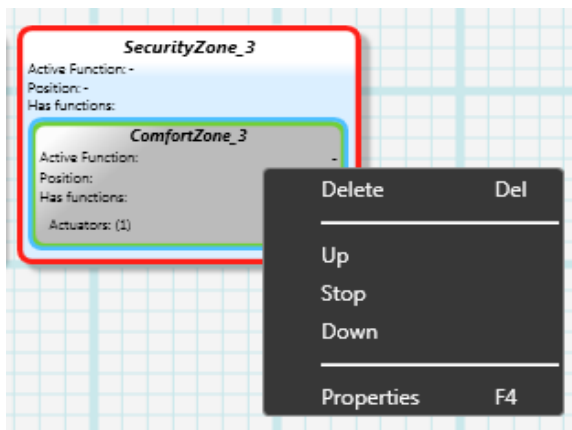 SecurityZone_3
Active Function: -
Position: -
Has functions:
ComfortZone_3
Active Function: -
Position:
Has functions:
Actuators: (1)
Delete Del
Up
Stop
Down
Properties F4